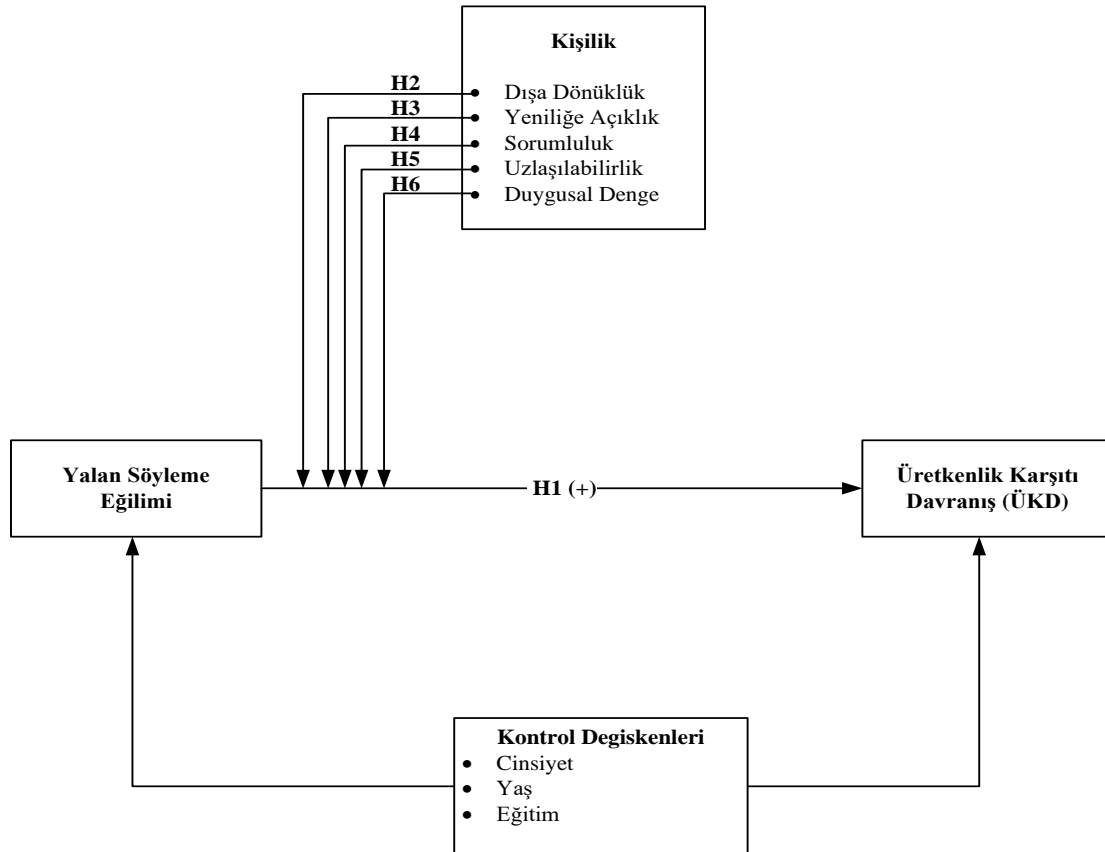 Kişilik
H2
Dışa Dönüklük
H3
Yeniliğe Açıklık
H4
Sorumluluk
H5
Uzlaşılabilirlik
H6
Duygusal Denge
Yalan Söyleme
Eğilimi
H1 (+)
Üretkenlik Karşıtı
Davranış (ÜKD)
Kontrol Degiskenleri
Cinsiyet
Yaş
Eğitim